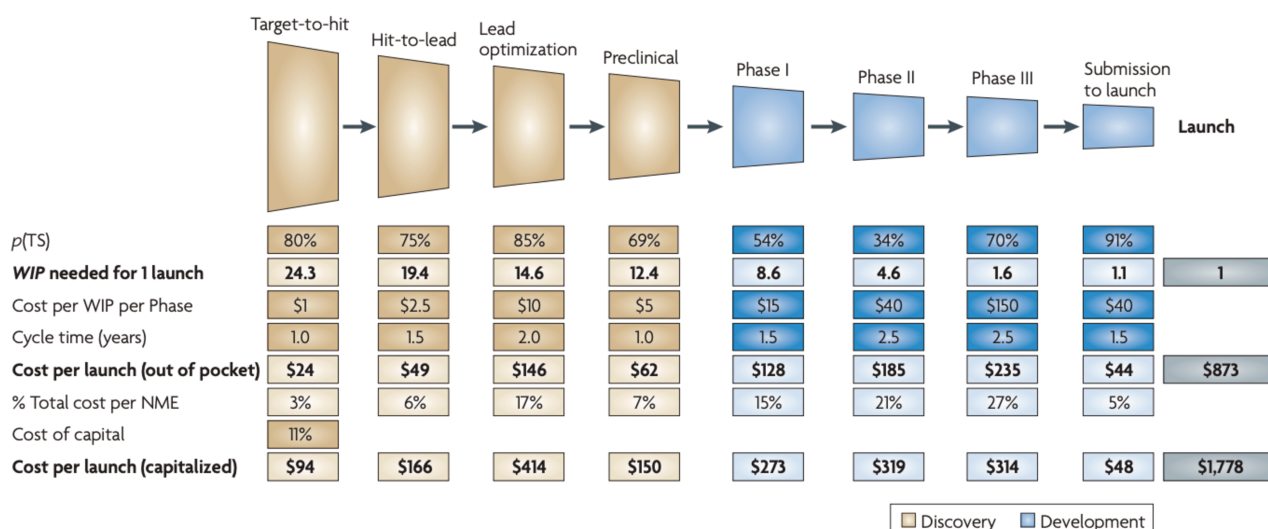 Target-to-hit
Hit-to-lead
Lead
optimization
Preclinical
Phase I
Phase II
Phase III
Submission
to launch
Launch
p(TS) 80% 75% 85% 69% 54% 34% 70% 91%
WIP needed for 1 launch 24.3 19.4 14.6 12.4 8.6 4.6 1.6 1.1 1
Cost per WIP per Phase $1 $2.5 $10 $5 $15 $40 $150 $40
Cycle time (years) 1.0 1.5 2.0 1.0 1.5 2.5 2.5 1.5
Cost per launch (out of pocket) $24 $49 $146 $62 $128 $185 $235 $44 $873
% Total cost per NME 3% 6% 17% 7% 15% 21% 27% 5%
Cost of capital 11%
Cost per launch (capitalized) $94 $166 $414 $150 $273 $319 $314 $48 $1,778
Discovery Development